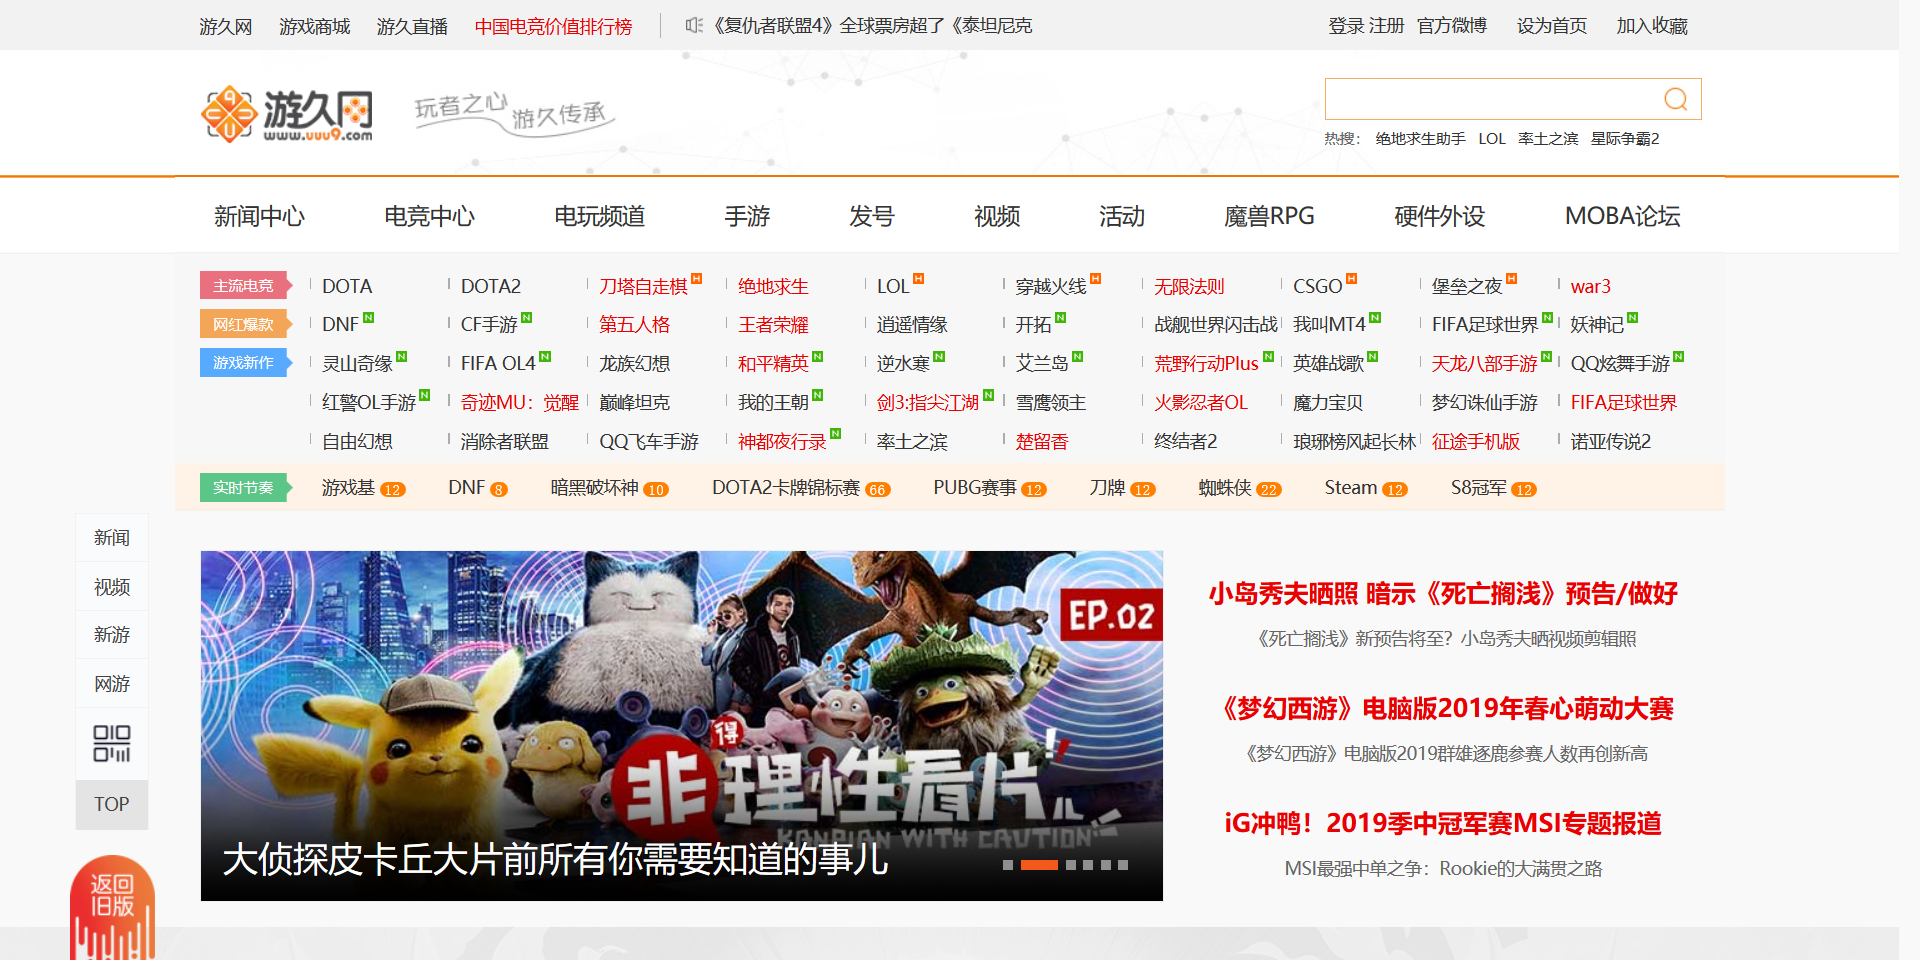 游久网 游戏商城 游久直播 中国电竞价值排行榜 《复仇者联盟4》全球票房超了《泰坦尼克 登录 注册 官方微博 设为首页 加入收藏
游久网
www.uuu9.com
玩者之心 游久传承
热搜： 绝地求生助手 LOL 率土之滨 星际争霸2
新闻中心 电竞中心 电玩频道 手游 发号 视频 活动 魔兽RPG 硬件外设 MOBA论坛
主流电竞 DOTA DOTA2 刀塔自走棋 H 绝地求生 LOL H 穿越火线 H 无限法则 CSGO H 堡垒之夜 H war3
网红爆款 DNF N CF手游 N 第五人格 王者荣耀 逍遥情缘 开拓 N 战舰世界闪击战 我叫MT4 N FIFA足球世界 N 妖神记 N
游戏新作 灵山奇缘 N FIFA OL4 N 龙族幻想 和平精英 N 逆水寒 N 艾兰岛 N 荒野行动Plus N 英雄战歌 N 天龙八部手游 N QQ炫舞手游 N
红警OL手游 N 奇迹MU：觉醒 巅峰坦克 我的王朝 N 剑3:指尖江湖 N 雪鹰领主 火影忍者OL 魔力宝贝 梦幻诛仙手游 FIFA足球世界
自由幻想 消除者联盟 QQ飞车手游 神都夜行录 N 率土之滨 楚留香 终结者2 琅琊榜风起长林 征途手机版 诺亚传说2
实时节奏 游戏基 12 DNF 8 暗黑破坏神 10 DOTA2卡牌锦标赛 66 PUBG赛事 12 刀牌 12 蜘蛛侠 22 Steam 12 S8冠军 12
新闻
视频
新游
网游
TOP
返回
旧版
EP.02
非得理性看片儿!!
KANPIAN WITH CAUTION
大侦探皮卡丘大片前所有你需要知道的事儿
小岛秀夫晒照 暗示《死亡搁浅》预告/做好
《死亡搁浅》新预告将至？小岛秀夫晒视频剪辑照
《梦幻西游》电脑版2019年春心萌动大赛
《梦幻西游》电脑版2019群雄逐鹿参赛人数再创新高
iG冲鸭！2019季中冠军赛MSI专题报道
MSI最强中单之争：Rookie的大满贯之路